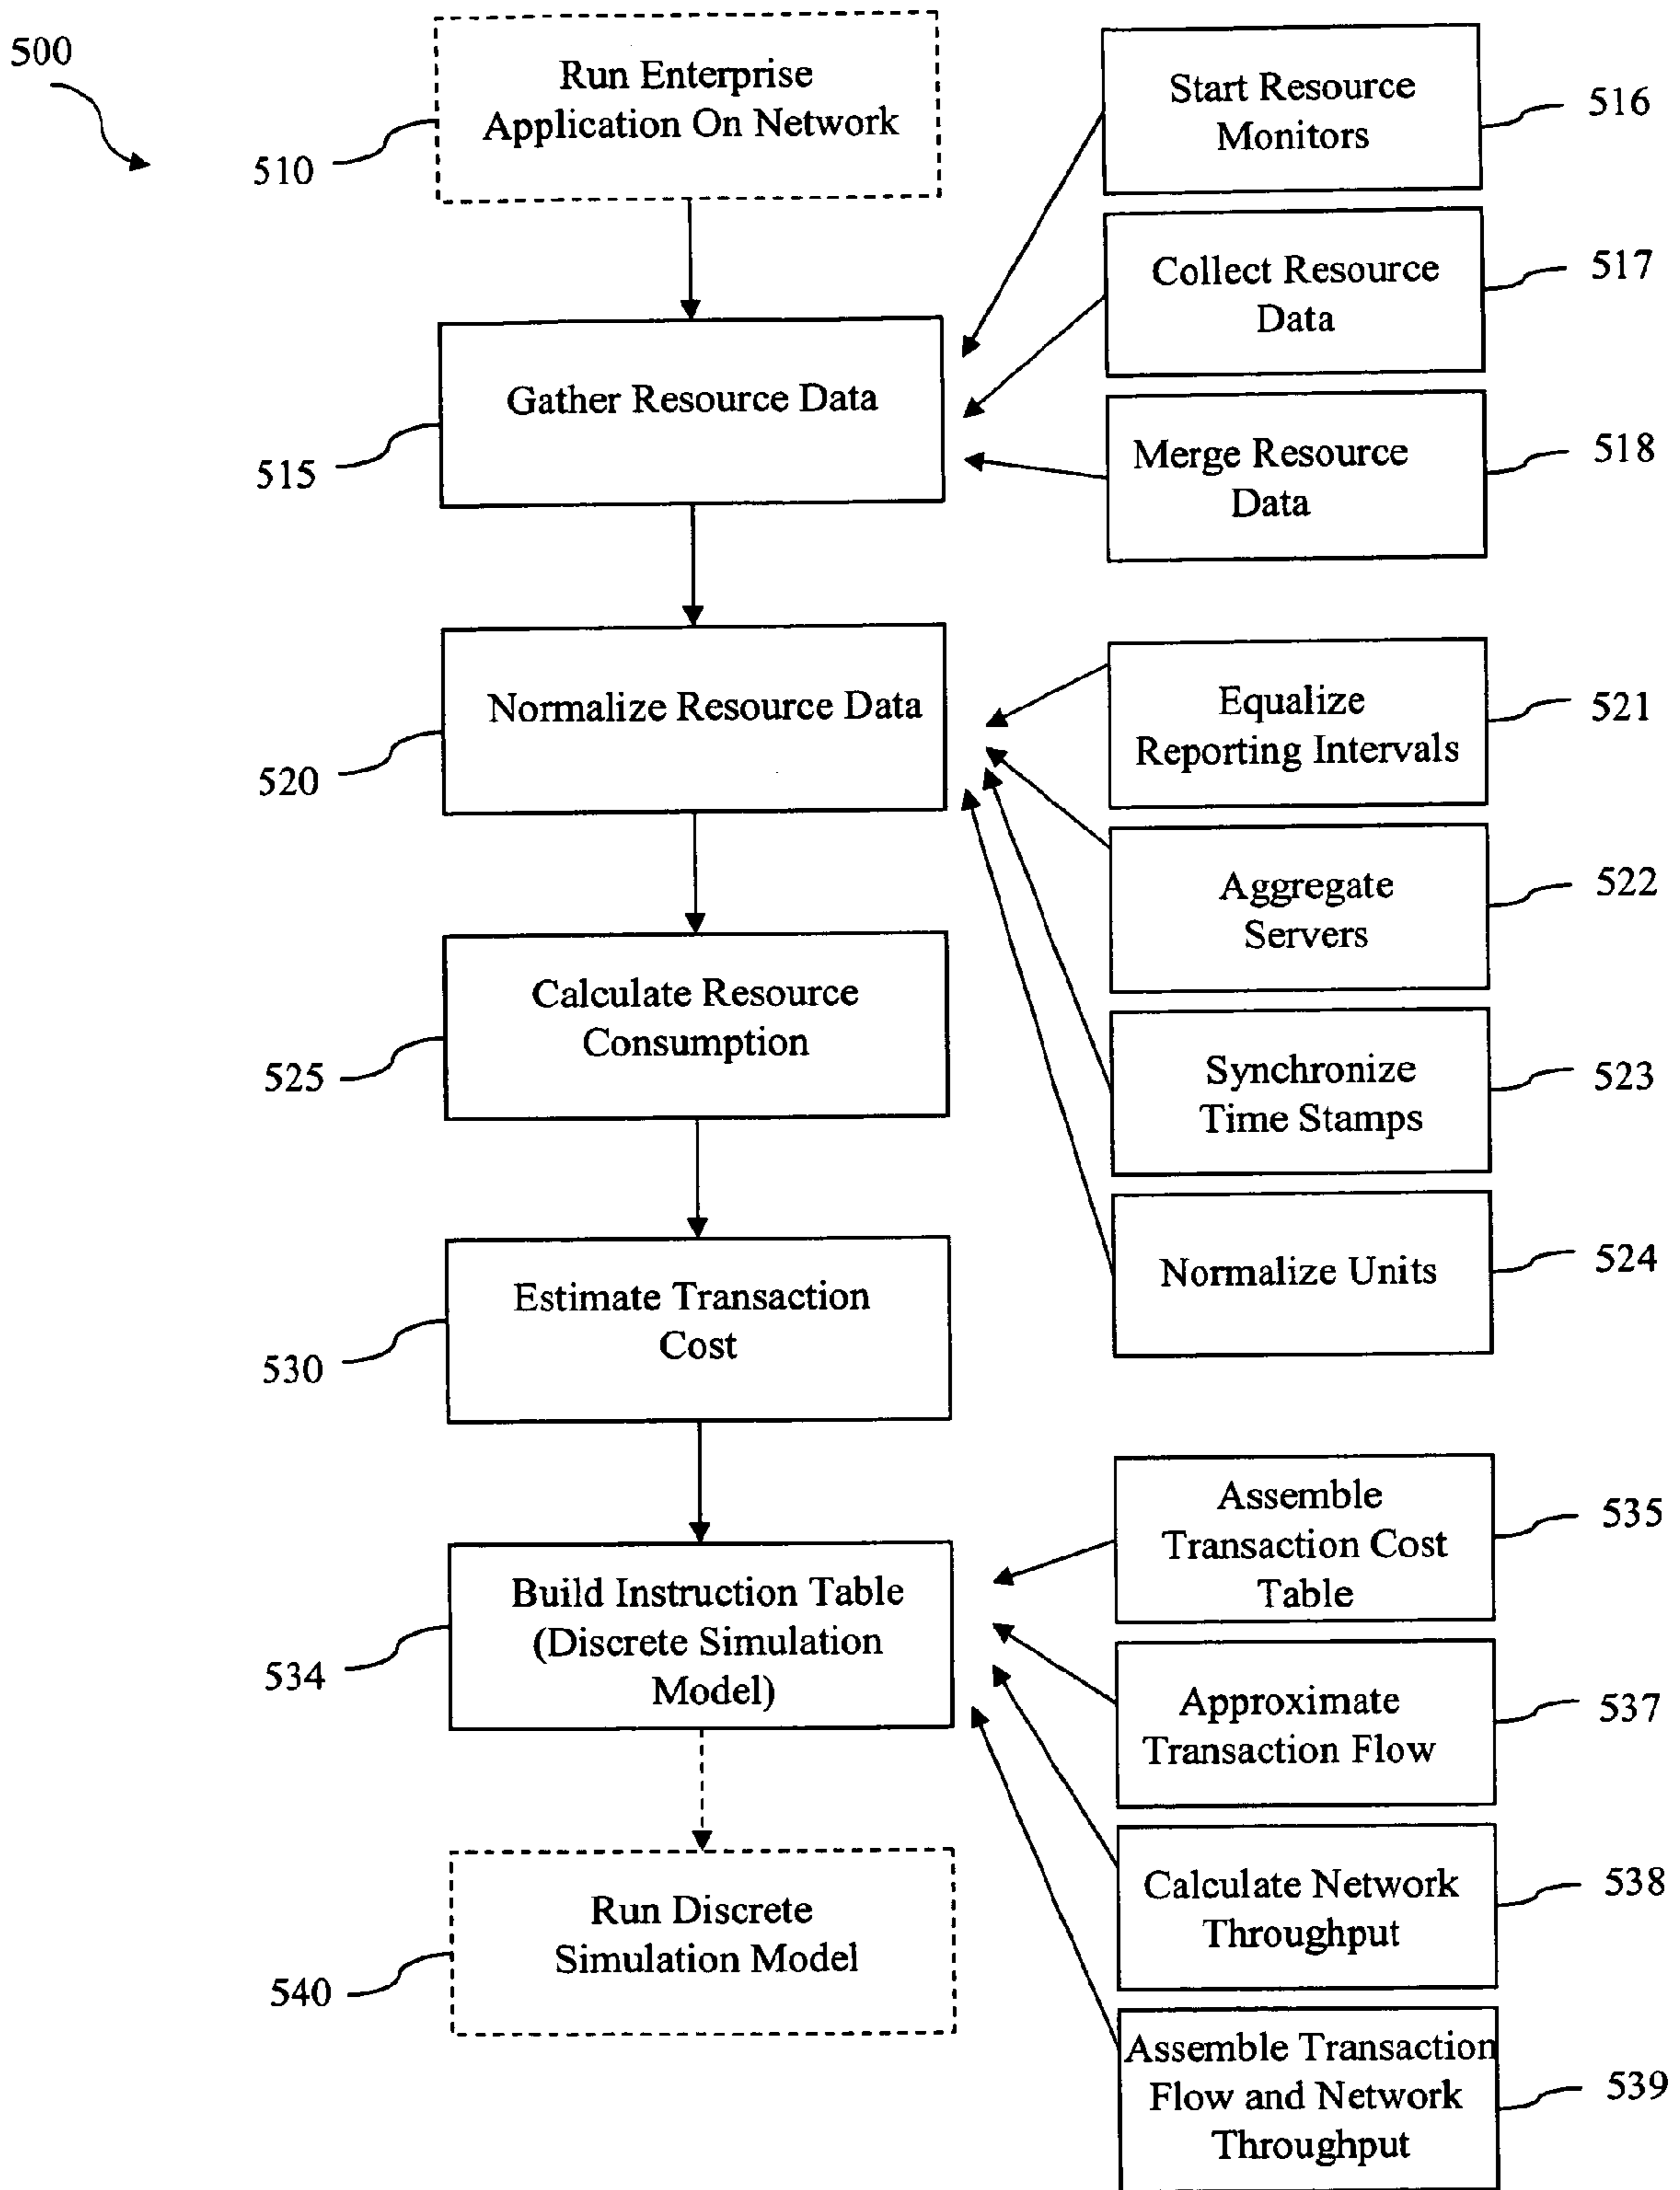 500
Run Enterprise
Application On Network
510
Start Resource
Monitors
516
Collect Resource
Data
517
Gather Resource Data
515
Merge Resource
Data
518
Normalize Resource Data
520
Equalize
Reporting Intervals
521
Aggregate
Servers
522
Calculate Resource
Consumption
525
Synchronize
Time Stamps
523
Normalize Units
524
Estimate Transaction
Cost
530
Assemble
Transaction Cost
Table
535
Build Instruction Table
(Discrete Simulation
Model)
534
Approximate
Transaction Flow
537
Calculate Network
Throughput
538
Run Discrete
Simulation Model
540
Assemble Transaction
Flow and Network
Throughput
539